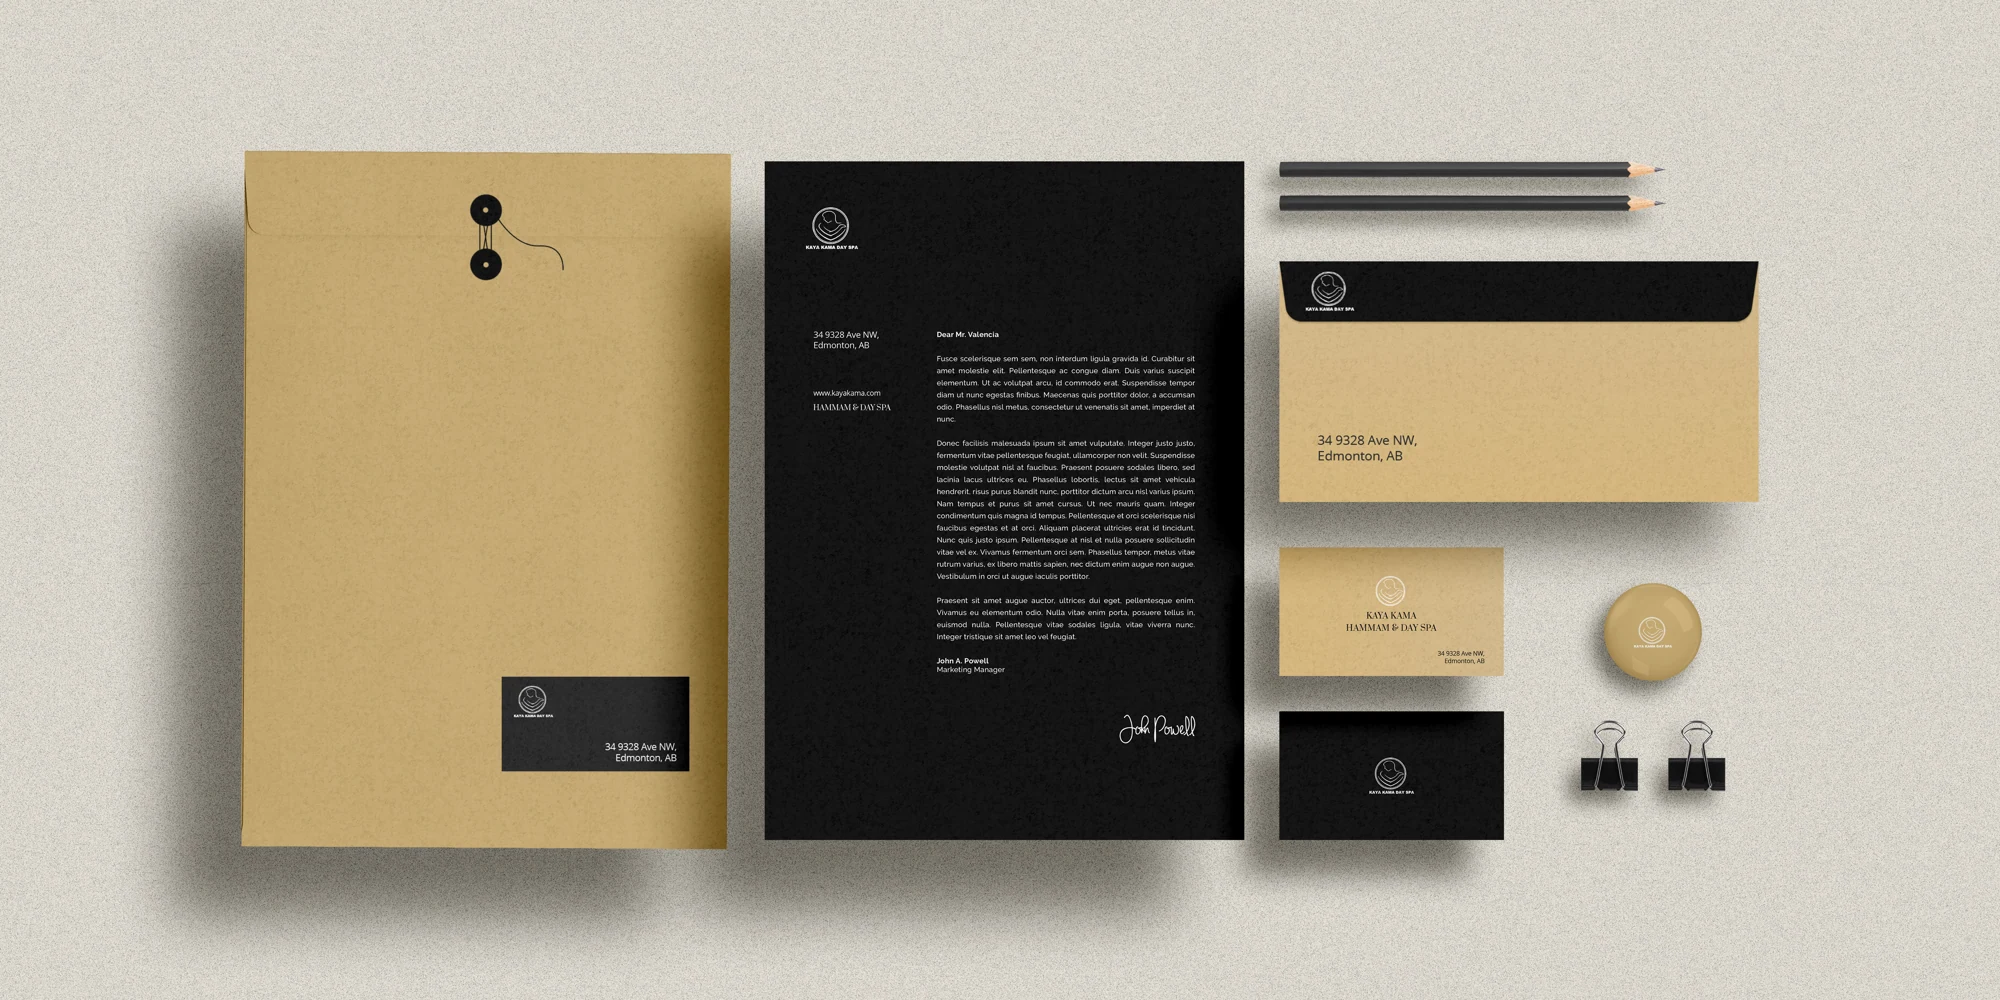 KAYA KAMA DAY SPA
34 9328 Ave NW,
Edmonton, AB
KAYA KAMA DAY SPA
34 9328 Ave NW,
Edmonton, AB
www.kayakama.com
HAMMAM & DAY SPA
Dear Mr. Valencia
Fusce scelerisque sem sem, non interdum ligula gravida id. Curabitur sit
amet molestie elit. Pellentesque ac congue diam. Duis varius suscipit
elementum. Ut ac volutpat arcu, id commodo erat. Suspendisse tempor
diam ut nunc egestas finibus. Maecenas quis porttitor dolor, a accumsan
odio. Phasellus nisl metus, consectetur ut venenatis sit amet, imperdiet at
nunc.
Donec facilisis malesuada ipsum sit amet vulputate. Integer justo justo,
fermentum vitae pellentesque feugiat, ullamcorper non velit. Suspendisse
molestie volutpat nisl at faucibus. Praesent posuere sodales libero, sed
lacinia lacus ultrices eu. Phasellus lobortis, lectus sit amet vehicula
hendrerit, risus purus blandit nunc, porttitor dictum arcu nisl varius ipsum.
Nam tempus et purus sit amet cursus. Ut nec mauris quam. Integer
condimentum quis magna id tempus. Pellentesque et orci scelerisque nisi
faucibus egestas et at orci. Aliquam placerat ultricies erat id tincidunt.
Nunc quis justo ipsum. Pellentesque at nisl et nulla posuere sollicitudin
vitae vel ex. Vivamus fermentum orci sem. Phasellus tempor, metus vitae
rutrum varius, ex libero mattis sapien, nec dictum enim augue non augue.
Vestibulum in orci ut augue iaculis porttitor.
Praesent sit amet augue auctor, ultrices dui eget, pellentesque enim.
Vivamus eu elementum odio. Nulla vitae enim porta, posuere tellus in,
euismod nulla. Pellentesque vitae sodales ligula, vitae viverra nunc.
Integer tristique sit amet leo vel feugiat.
John A. Powell
Marketing Manager
John Powell
KAYA KAMA DAY SPA
34 9328 Ave NW,
Edmonton, AB
KAYA KAMA
HAMMAM & DAY SPA
34 9328 Ave NW,
Edmonton, AB
KAYA KAMA DAY SPA
KAYA KAMA DAY SPA